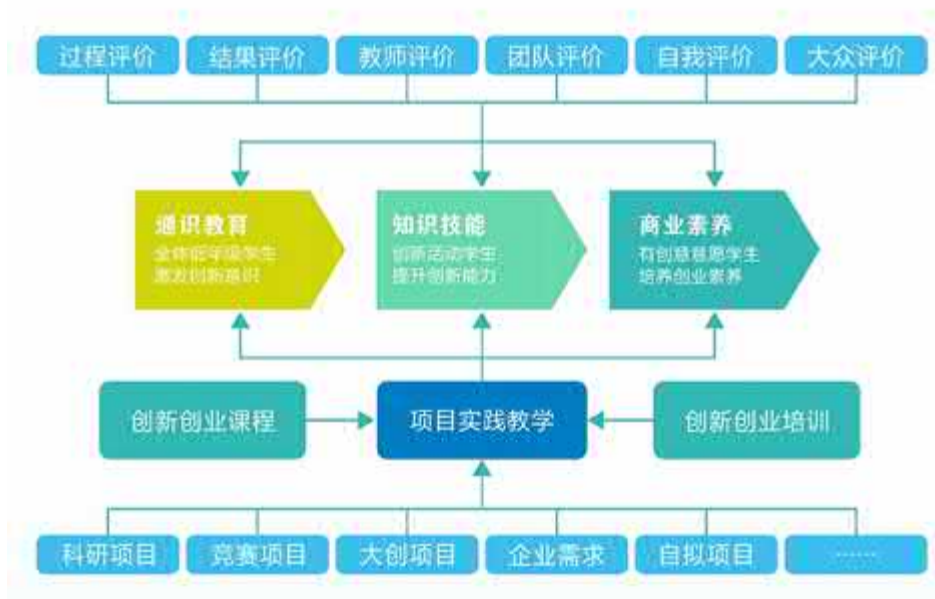 过程评价
结果评价
教师评价
团队评价
自我评价
大众评价
通识教育
全体低年级学生
激发创新意识
知识技能
创新活动学生
提升创新能力
商业素养
有创意意愿学生
培养创业素养
创新创业课程
项目实践教学
创新创业培训
科研项目
竞赛项目
大创项目
企业需求
自拟项目
……